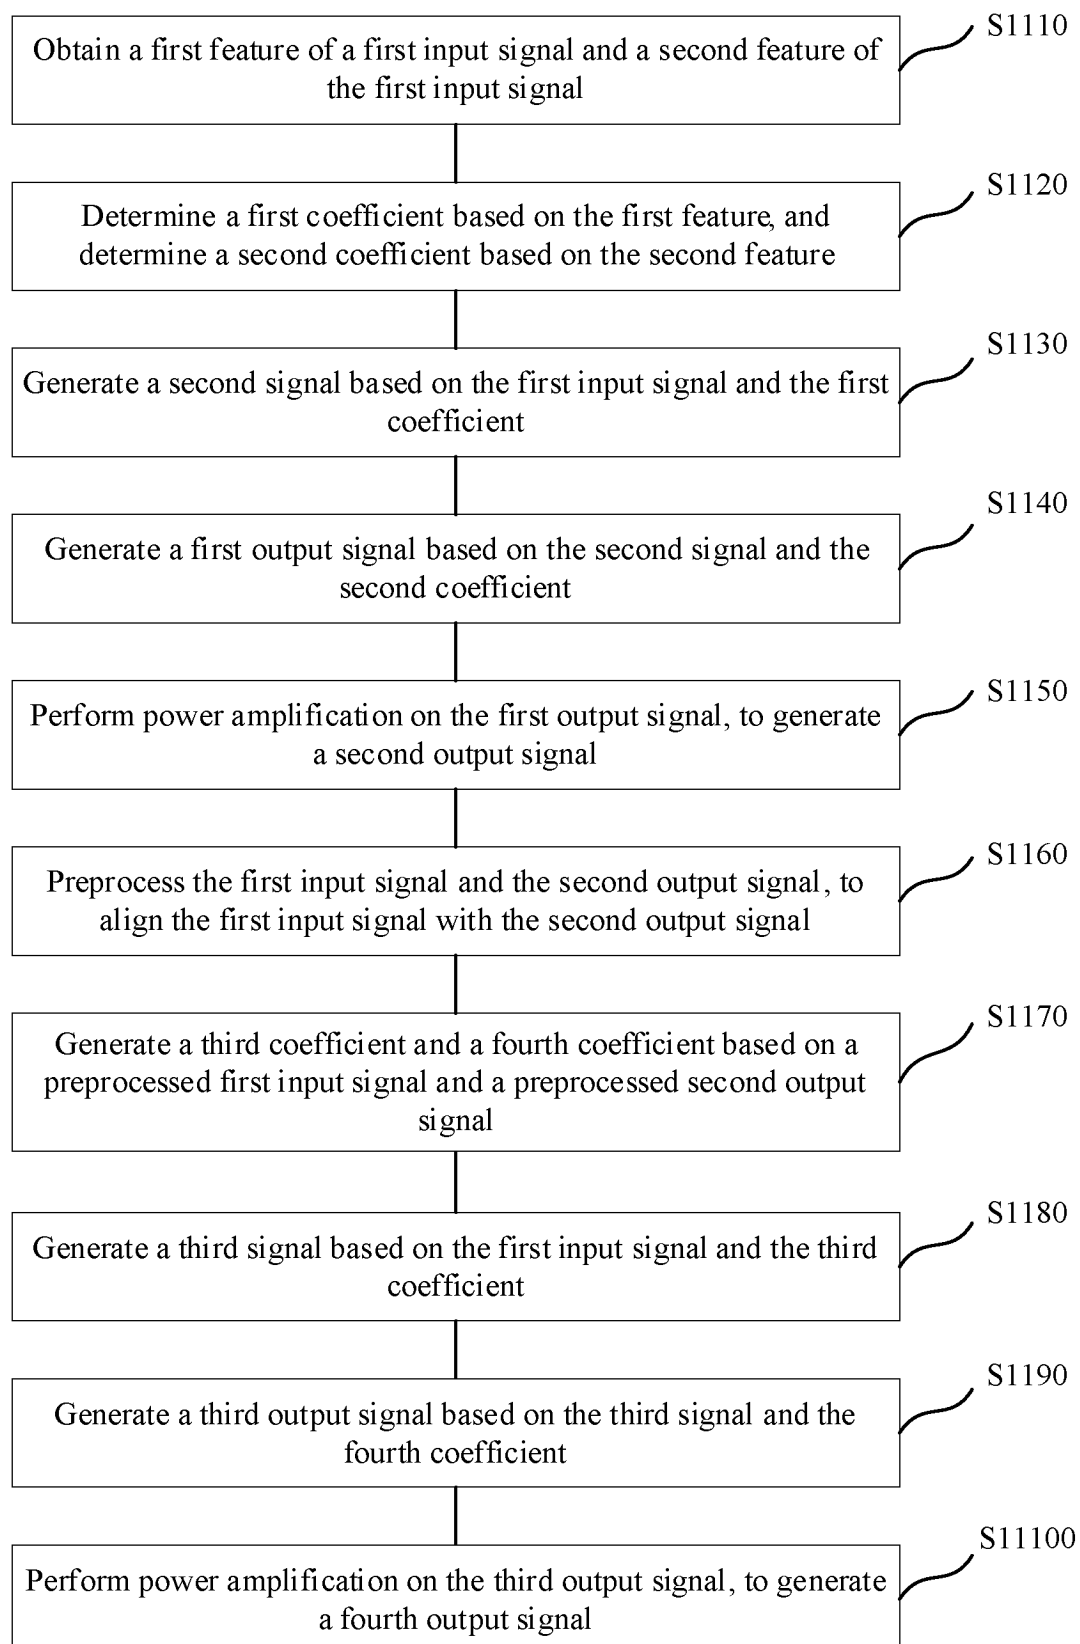 S1110
Obtain a first feature of a first input signal and a second feature of
the first input signal
S1120
Determine a first coefficient based on the first feature, and
determine a second coefficient based on the second feature
S1130
Generate a second signal based on the first input signal and the first
coefficient
S1140
Generate a first output signal based on the second signal and the
second coefficient
S1150
Perform power amplification on the first output signal, to generate
a second output signal
S1160
Preprocess the first input signal and the second output signal, to
align the first input signal with the second output signal
S1170
Generate a third coefficient and a fourth coefficient based on a
preprocessed first input signal and a preprocessed second output
signal
S1180
Generate a third signal based on the first input signal and the third
coefficient
S1190
Generate a third output signal based on the third signal and the
fourth coefficient
S11100
Perform power amplification on the third output signal, to generate
a fourth output signal